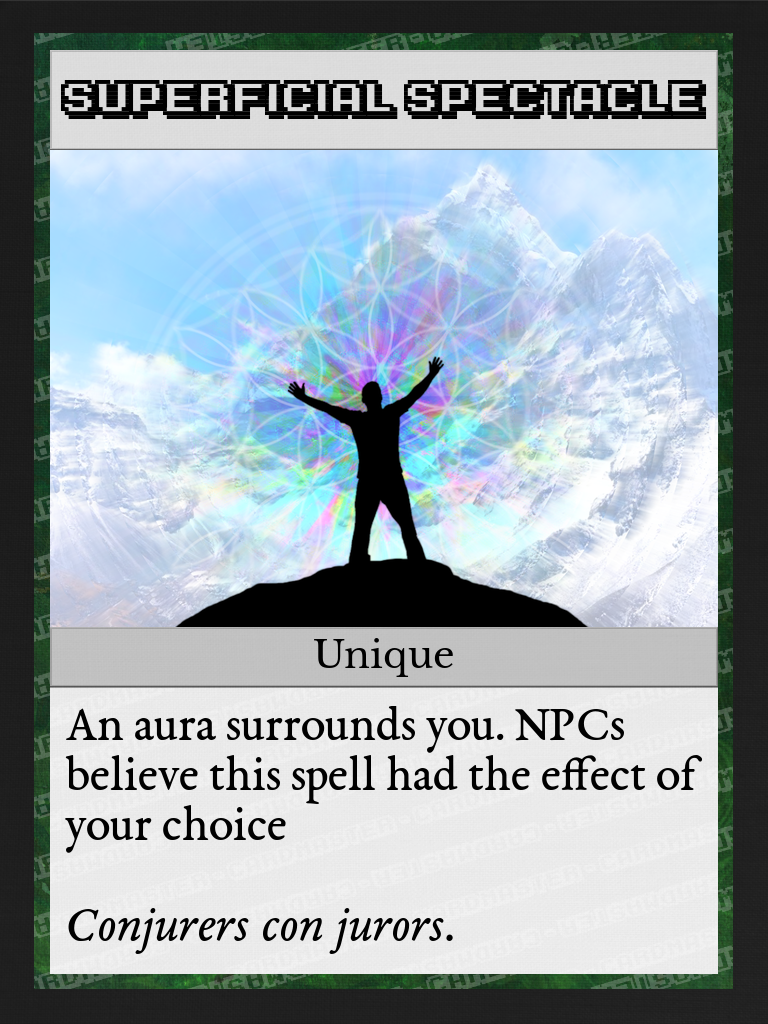 SUPERFICIAL SPECTACLE
Unique
An aura surrounds you. NPCs
believe this spell had the effect of
your choice
Conjurers con jurors.